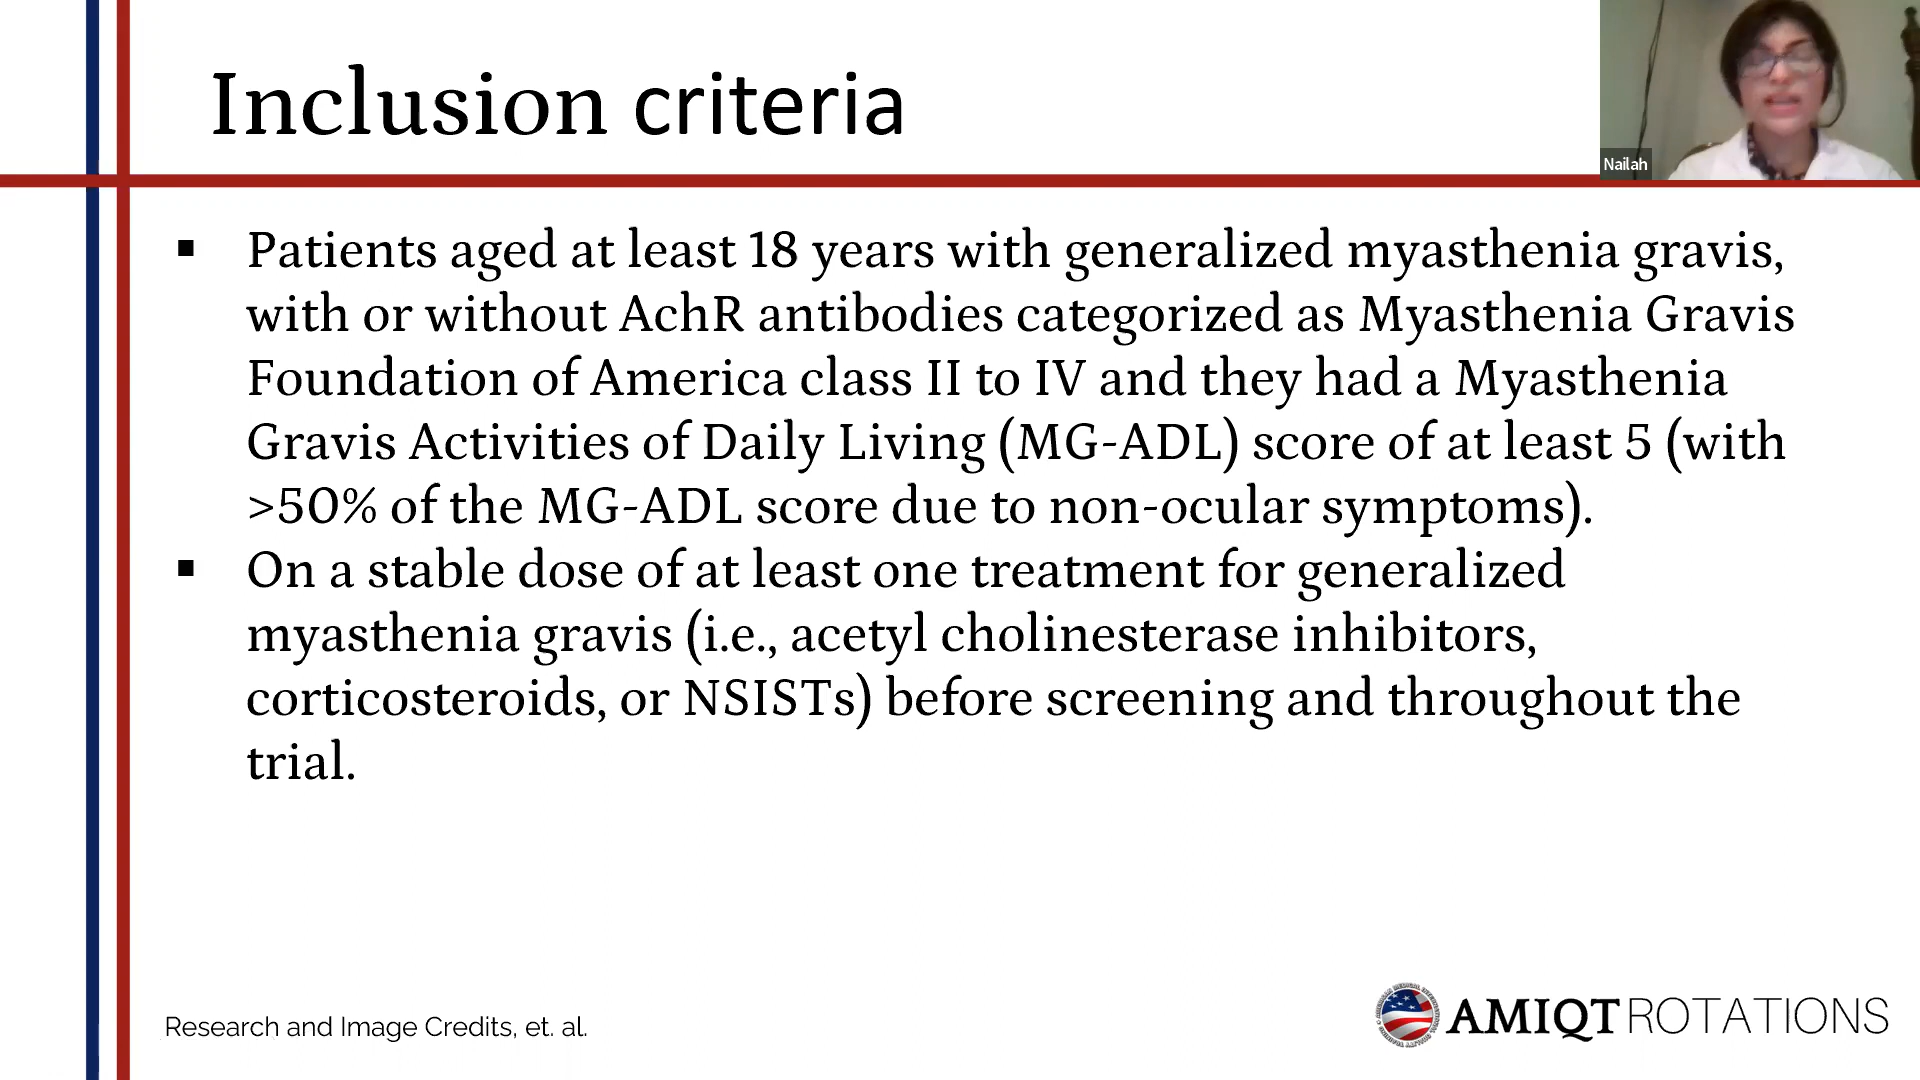 Inclusion criteria
Nailah
▪ Patients aged at least 18 years with generalized myasthenia gravis,
with or without AchR antibodies categorized as Myasthenia Gravis
Foundation of America class II to IV and they had a Myasthenia
Gravis Activities of Daily Living (MG-ADL) score of at least 5 (with
>50% of the MG-ADL score due to non-ocular symptoms).
▪ On a stable dose of at least one treatment for generalized
myasthenia gravis (i.e., acetyl cholinesterase inhibitors,
corticosteroids, or NSISTs) before screening and throughout the
trial.
Research and Image Credits, et. al.
AMIQT ROTATIONS